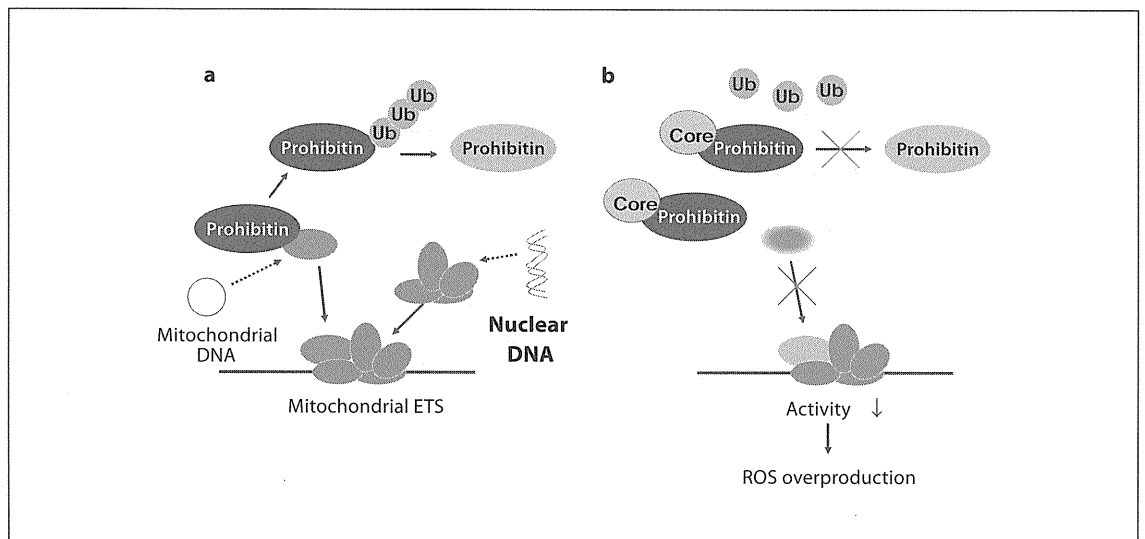 a
Ub
Ub
Ub
Prohibitin
Prohibitin
Prohibitin
Mitochondrial
DNA
Nuclear
DNA
Mitochondrial ETS
b
Ub
Ub
Ub
Core
Prohibitin
Prohibitin
Core
Prohibitin
Activity ↓
ROS overproduction